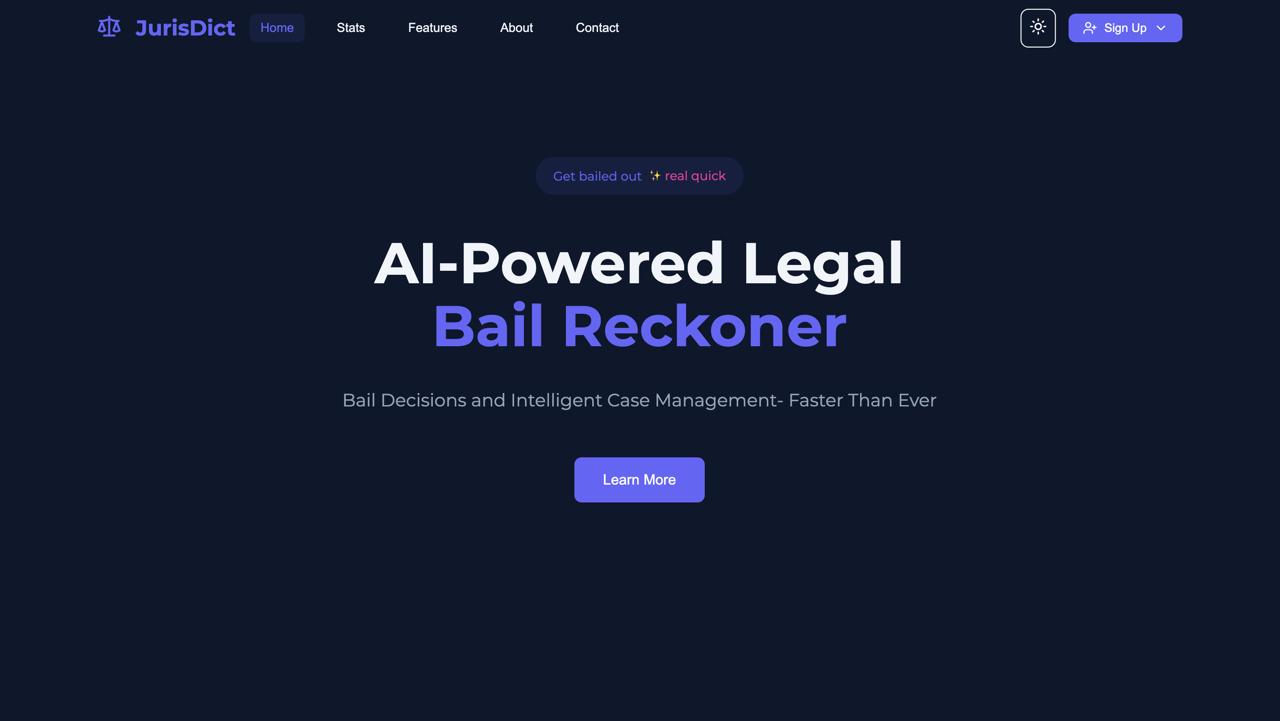 JurisDict Home Stats Features About Contact Sign Up
Get bailed out ✨ real quick
AI-Powered Legal
Bail Reckoner
Bail Decisions and Intelligent Case Management- Faster Than Ever
Learn More